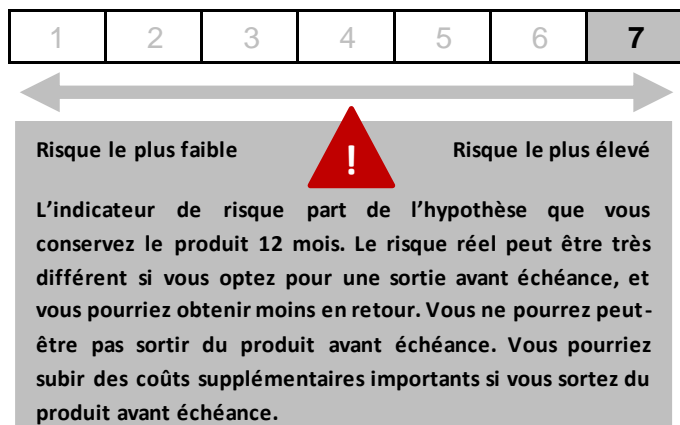 1 2 3 4 5 6 7
Risque le plus faible ! Risque le plus élevé
L’indicateur de risque part de l’hypothèse que vous
conservez le produit 12 mois. Le risque réel peut être très
différent si vous optez pour une sortie avant échéance, et
vous pourriez obtenir moins en retour. Vous ne pourrez peut-
être pas sortir du produit avant échéance. Vous pourriez
subir des coûts supplémentaires importants si vous sortez du
produit avant échéance.